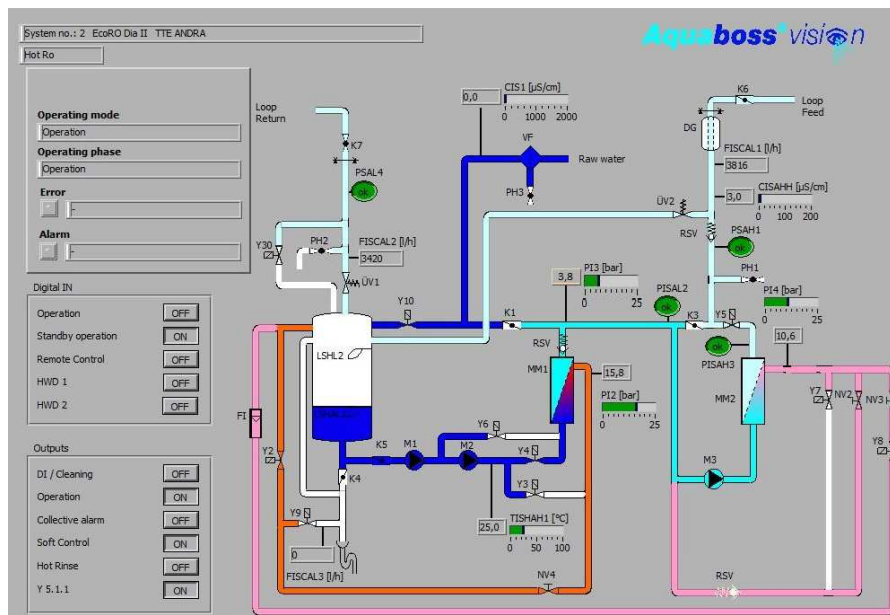 System no.: 2 EcoRO Dia II TTE ANDRA
Aquaboss vision
Hot Ro
Operating mode
Operation
Operating phase
Operation
Error
-
Alarm
-
Digital IN
Operation OFF
Standby operation ON
Remote Control OFF
HWD 1 OFF
HWD 2 OFF
Outputs
DI / Cleaning OFF
Operation ON
Collective alarm OFF
Soft Control ON
Hot Rinse OFF
Y 5.1.1 ON
Loop
Return
K7
PSAL4
ok
Y30
PH2
FISCAL2 [l/h]
3420
ÜV1
CIS1 [µS/cm]
0,0
0 1000 2000
VF
Raw water
PH3
K6
Loop
Feed
DG
FISCAL1 [l/h]
3816
CISAHH [µS/cm]
3,0
0 100 200
ÜV2
RSV
PSAH1
ok
PH1
PI3 [bar]
3,8
0 25
PISAL2
ok
PI4 [bar]
0 25
10,6
Y10
K1
K3
Y5
RSV
PISAH3
ok
LSHL2
MM1
15,8
PI2 [bar]
0 25
MM2
Y7
NV2
NV3
FI
Y6
K5
M1
M2
Y4
Y8
Y2
K4
Y3
M3
Y9
25,0
TISHAH1 [°C]
0 50 100
0
FISCAL3 [l/h]
NV4
RSV